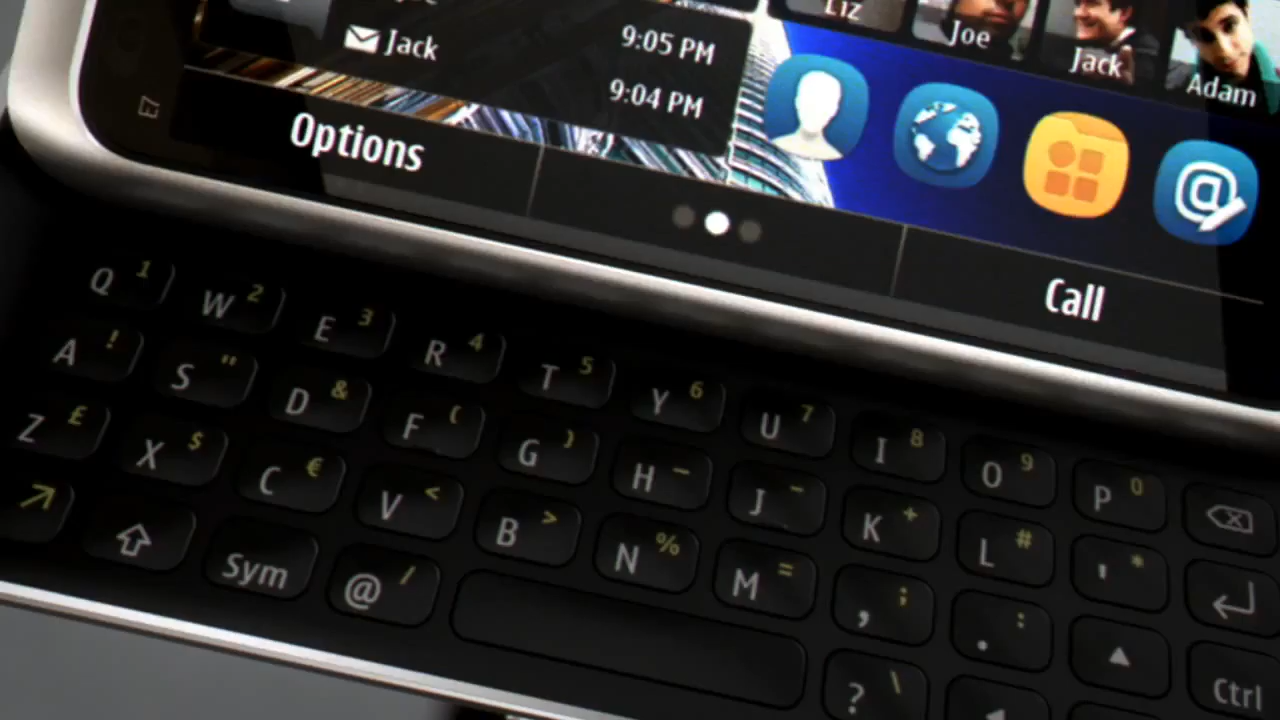 Liz
Joe
Jack
Adam
Jack 9:05 PM
9:04 PM
E7
Options
Call
Q 1 W 2 E 3 R 4 T 5 Y 6 U 7 I 8 O 9 P 0
A ! S " D & F ( G ) H – J - K + L # ' *
Z £ X $ C € V < B > N % M = , ; . :
Sym @ / ? \ Ctrl